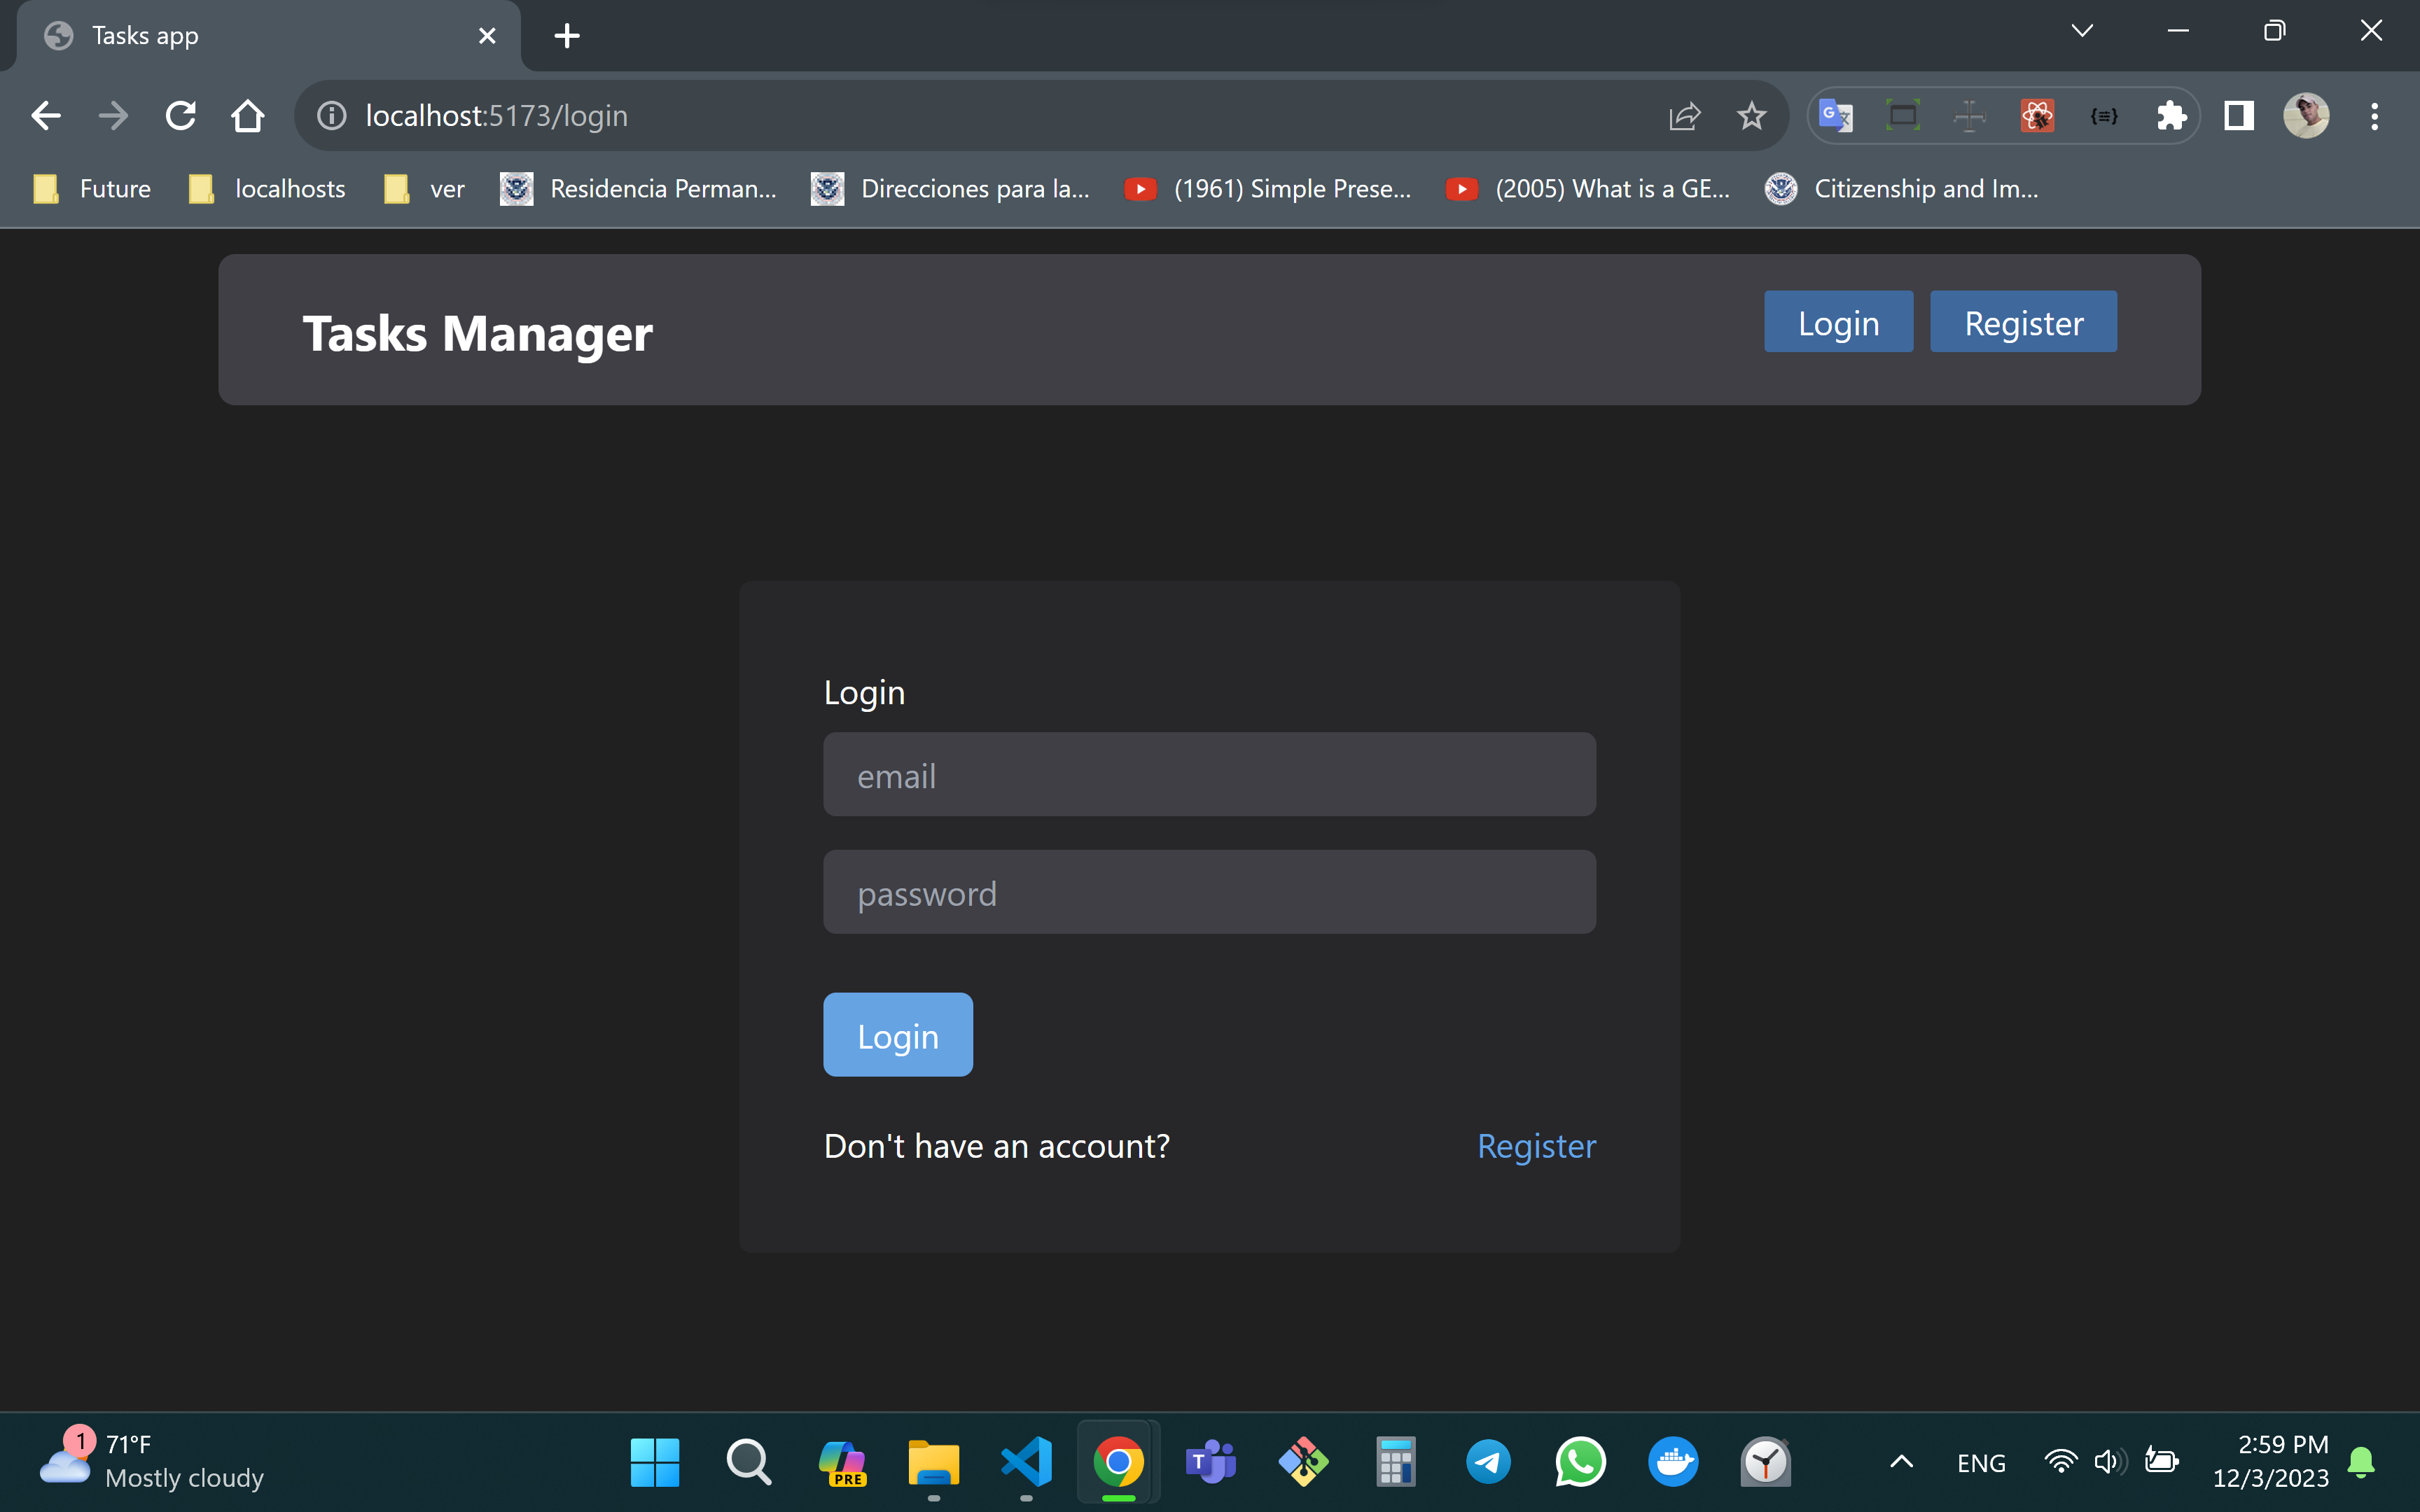 Tasks app
localhost:5173/login
Future localhosts ver Residencia Perman... Direcciones para la... (1961) Simple Prese... (2005) What is a GE... Citizenship and Im...
Tasks Manager Login Register
Login
email
password
Login
Don't have an account? Register
1 71°F
Mostly cloudy
PRE
T
ENG
2:59 PM
12/3/2023